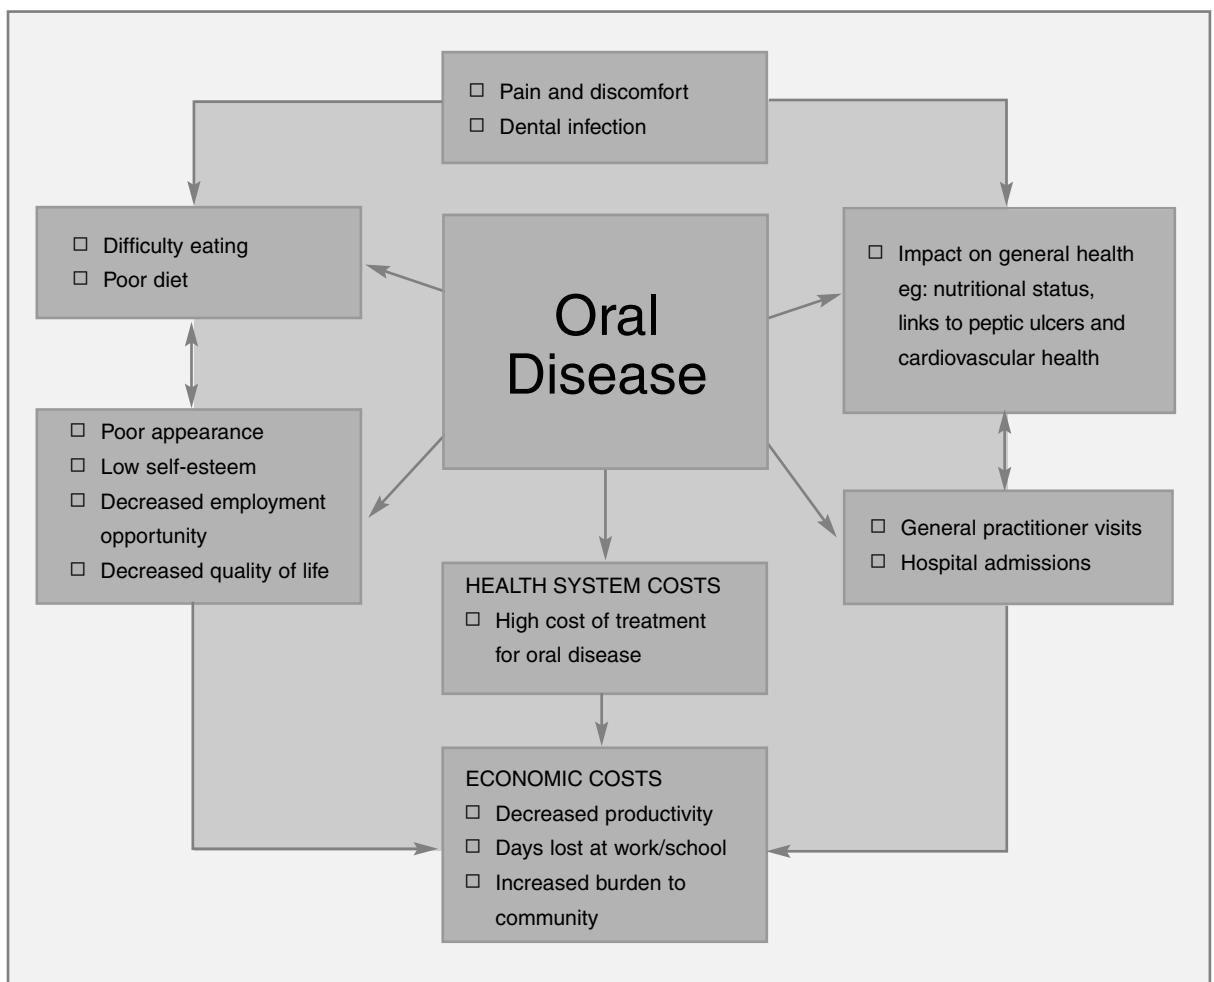 ☐ Pain and discomfort
☐ Dental infection
☐ Difficulty eating
☐ Poor diet
Oral
Disease
☐ Impact on general health
eg: nutritional status,
links to peptic ulcers and
cardiovascular health
☐ Poor appearance
☐ Low self-esteem
☐ Decreased employment
opportunity
☐ Decreased quality of life
☐ General practitioner visits
☐ Hospital admissions
HEALTH SYSTEM COSTS
☐ High cost of treatment
for oral disease
ECONOMIC COSTS
☐ Decreased productivity
☐ Days lost at work/school
☐ Increased burden to
community